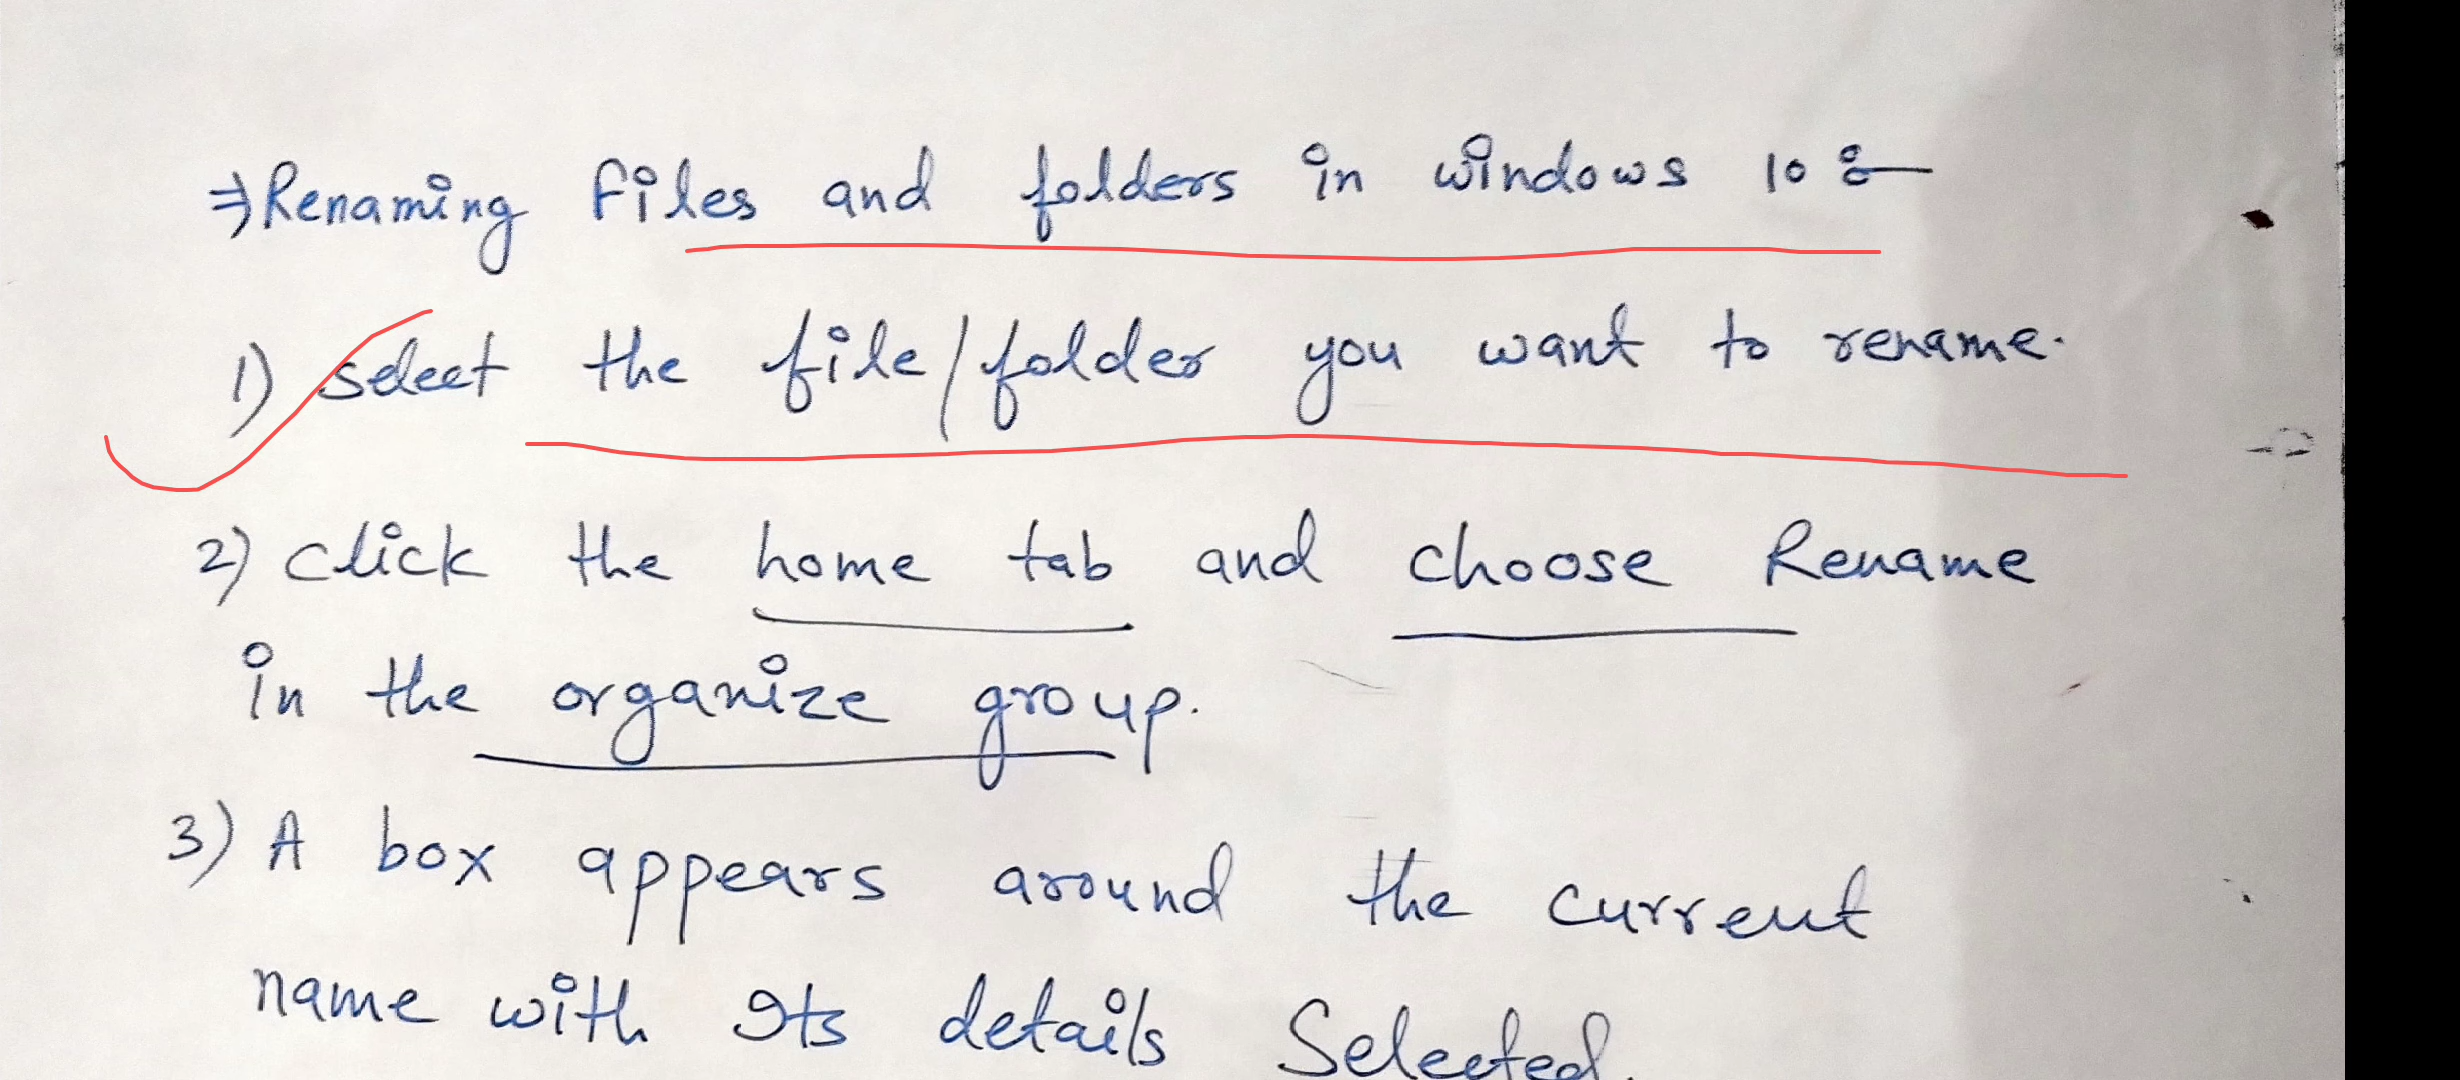 ⇒Renaming Files and folders in windows 10 :-
1) select the file/folder you want to rename.
2) click the home tab and choose Rename
in the organize group.
3) A box appears around the current
name with Its details Selected.